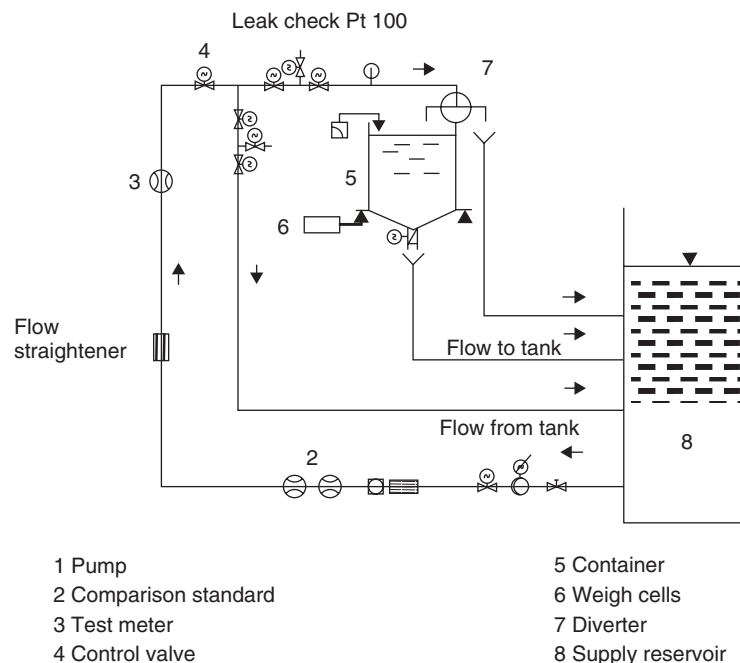 Leak check Pt 100
4
7
3
5
6
Flow
straightener
Flow to tank
Flow from tank
2
8
1 Pump
2 Comparison standard
3 Test meter
4 Control valve
5 Container
6 Weigh cells
7 Diverter
8 Supply reservoir